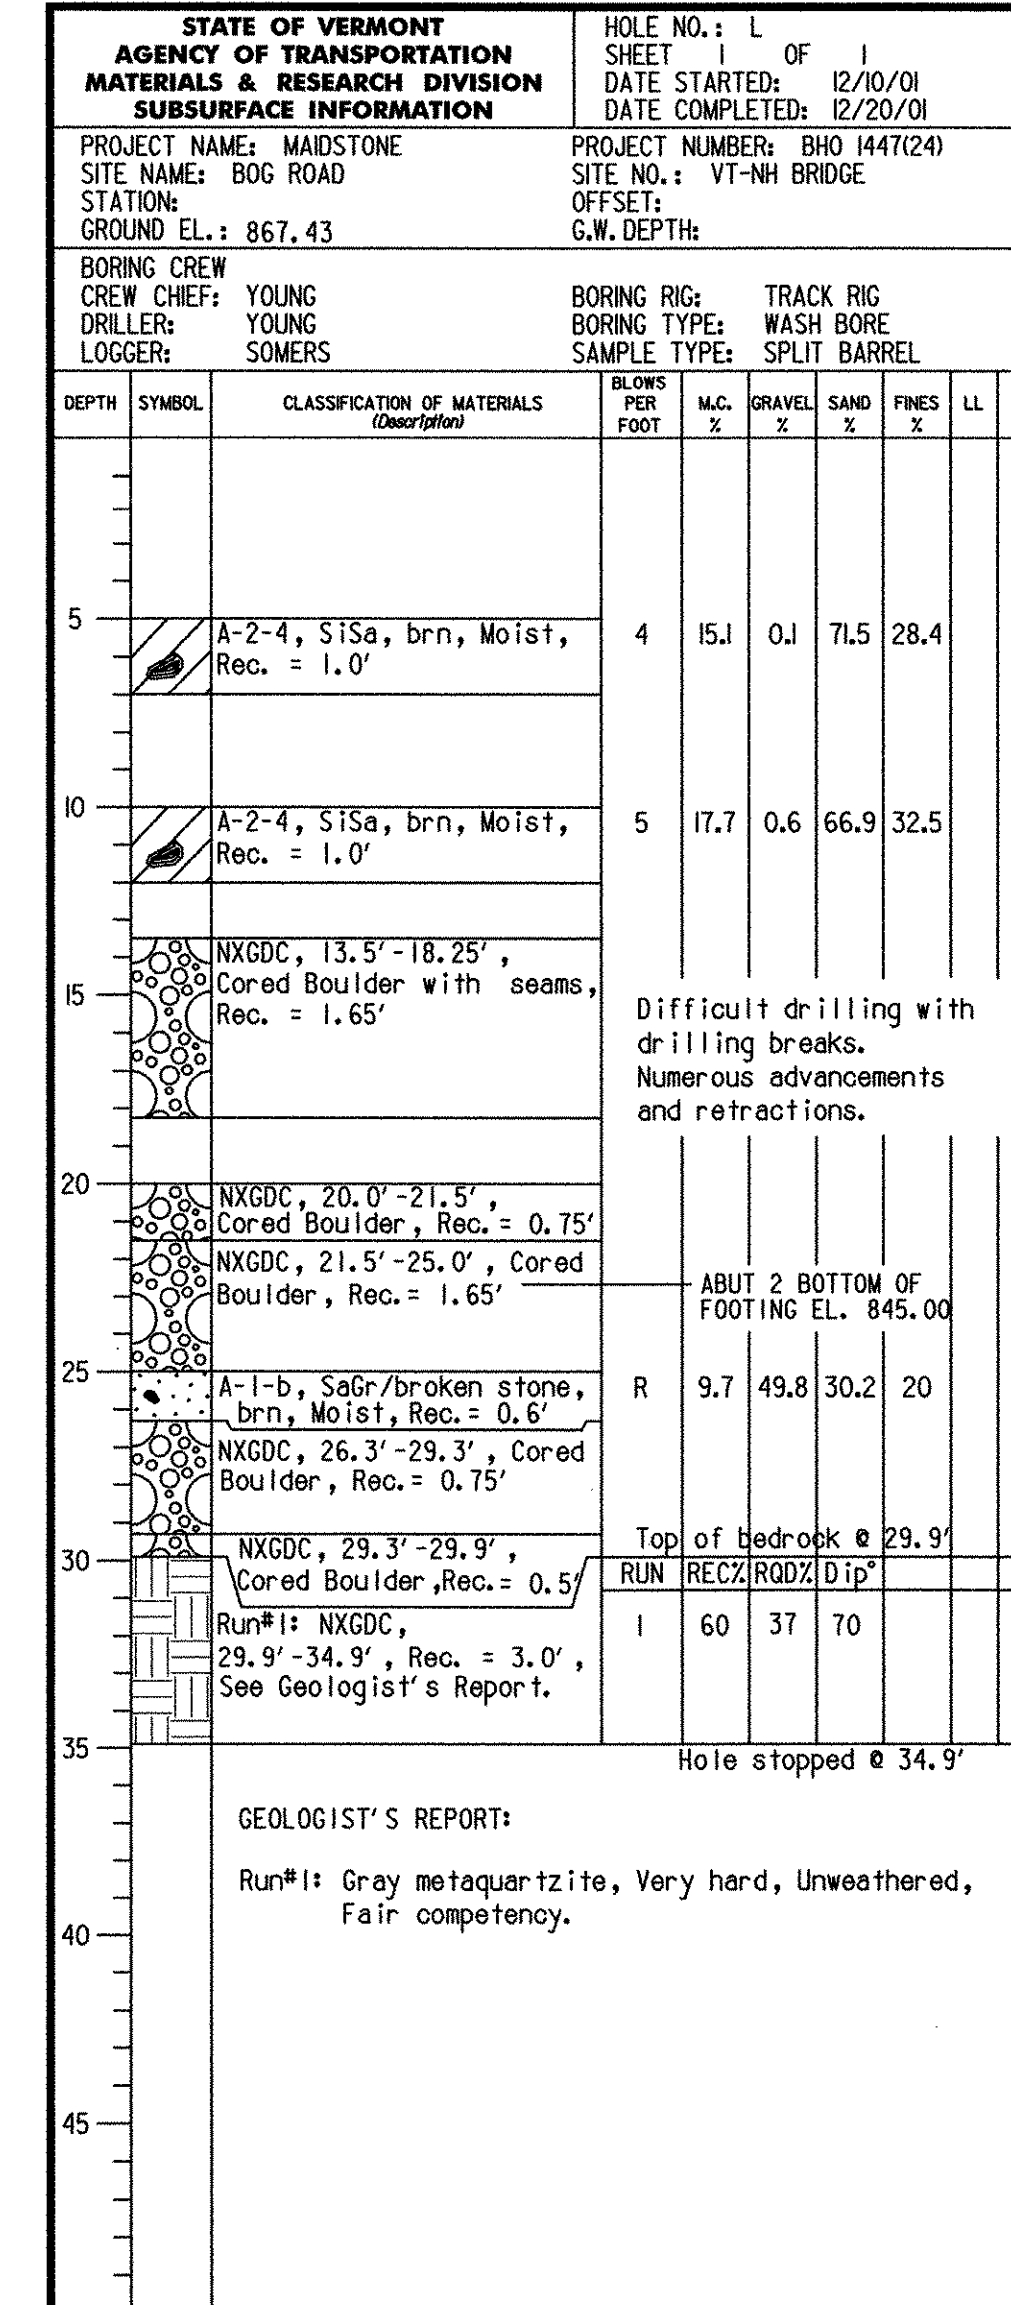 STATE OF VERMONT
AGENCY OF TRANSPORTATION
MATERIALS & RESEARCH DIVISION
SUBSURFACE INFORMATION
HOLE NO.: L
SHEET 1 OF 1
DATE STARTED: 12/10/01
DATE COMPLETED: 12/20/01
PROJECT NAME: MAIDSTONE
SITE NAME: BOG ROAD
STATION:
GROUND EL.: 867.43
PROJECT NUMBER: BHO 1447(24)
SITE NO.: VT-NH BRIDGE
OFFSET:
G.W. DEPTH:
BORING CREW
CREW CHIEF: YOUNG
DRILLER: YOUNG
LOGGER: SOMERS
BORING RIG: TRACK RIG
BORING TYPE: WASH BORE
SAMPLE TYPE: SPLIT BARREL
DEPTH
SYMBOL
CLASSIFICATION OF MATERIALS
(Description)
BLOWS
PER
FOOT
M.C.
%
GRAVEL
%
SAND
%
FINES
%
LL
5
A-2-4, SiSa, brn, Moist,
Rec. = 1.0'
4 15.1 0.1 71.5 28.4
10
A-2-4, SiSa, brn, Moist,
Rec. = 1.0'
5 17.7 0.6 66.9 32.5
NXGDC, 13.5'-18.25',
Cored Boulder with seams,
Rec. = 1.65'
15
Difficult drilling with
drilling breaks.
Numerous advancements
and retractions.
20
NXGDC, 20.0'-21.5',
Cored Boulder, Rec.= 0.75'
NXGDC, 21.5'-25.0', Cored
Boulder, Rec.= 1.65'
ABUT 2 BOTTOM OF
FOOTING EL. 845.00
25
A-1-b, SaGr/broken stone,
brn, Moist, Rec.= 0.6'
R 9.7 49.8 30.2 20
NXGDC, 26.3'-29.3', Cored
Boulder, Rec.= 0.75'
NXGDC, 29.3'-29.9',
Cored Boulder,Rec.= 0.5'
Top of bedrock @ 29.9'
30
RUN REC% RQD% Dip°
1 60 37 70
Run#1: NXGDC,
29.9'-34.9', Rec. = 3.0',
See Geologist's Report.
35
Hole stopped @ 34.9'
GEOLOGIST'S REPORT:
Run#1: Gray metaquartzite, Very hard, Unweathered,
Fair competency.
40
45